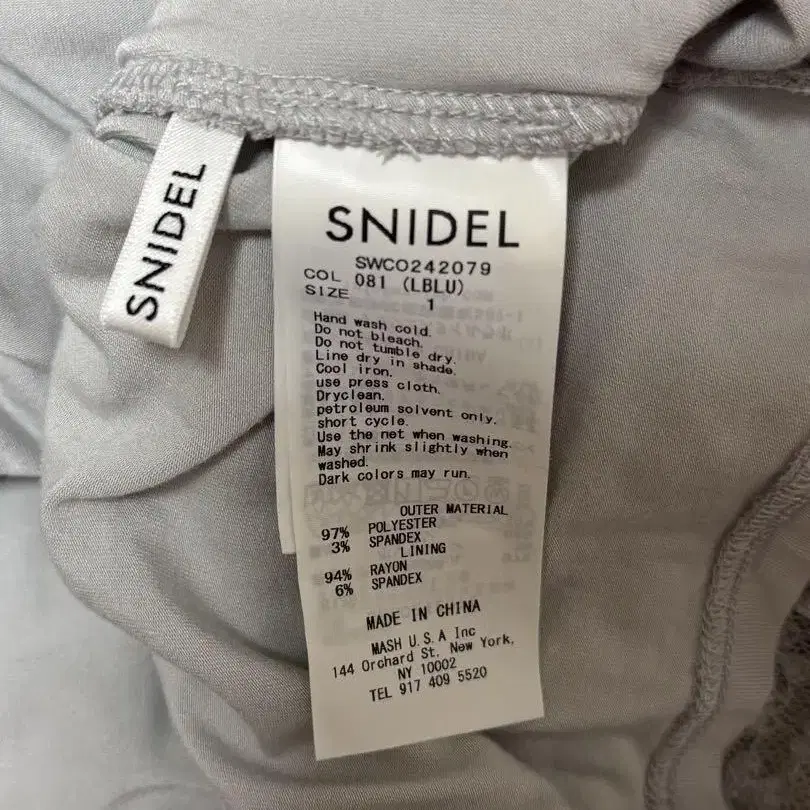 SNIDEL
SNIDEL
SWCO242079
COL 081 (LBLU)
SIZE 1
Hand wash cold.
Do not bleach.
Do not tumble dry.
Line dry in shade.
Cool iron.
use press cloth.
Dryclean.
petroleum solvent only.
short cycle.
Use the net when washing.
May shrink slightly when
washed.
Dark colors may run.
OUTER MATERIAL
97% POLYESTER
3% SPANDEX
LINING
94% RAYON
6% SPANDEX
MADE IN CHINA
MASH U.S.A Inc
144 Orchard St, New York,
NY 10002
TEL 917 409 5520